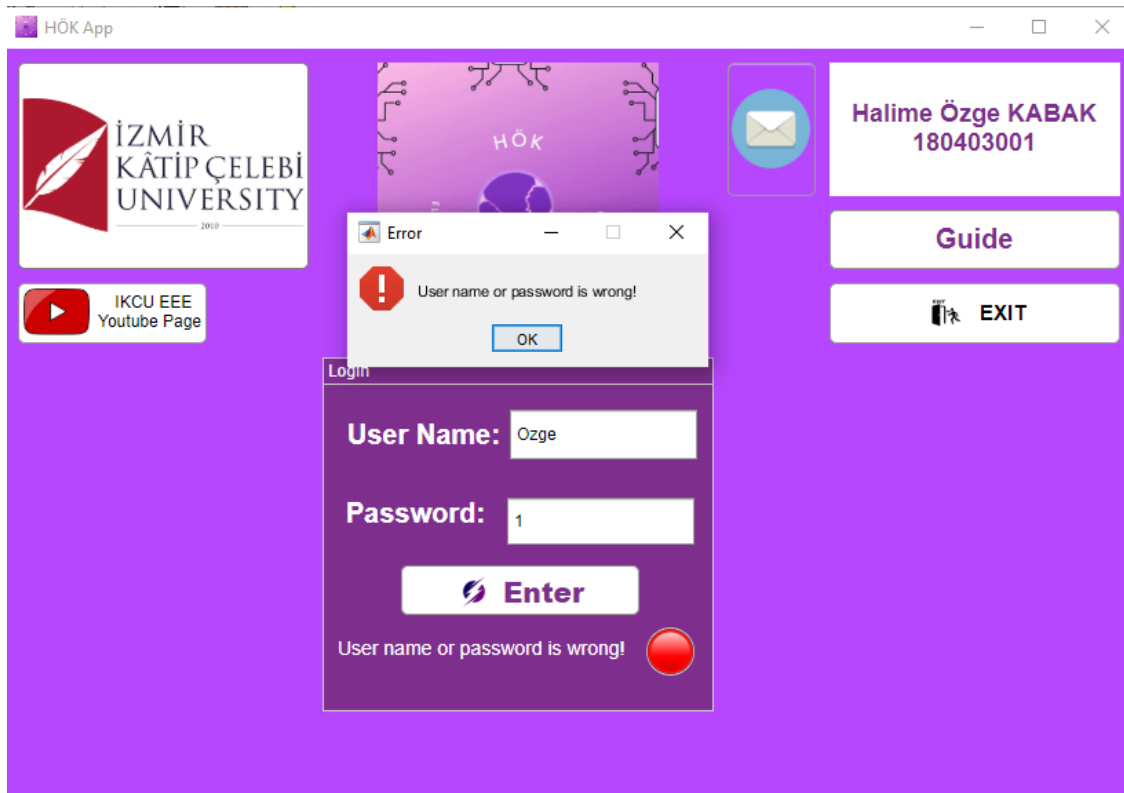 HÖK App
İZMİR
KÂTİP ÇELEBİ
UNIVERSITY
2010
HÖK
Halime Özge KABAK
180403001
Guide
IKCU EEE
Youtube Page
EXIT
Error
User name or password is wrong!
OK
Login
User Name:
Ozge
Password:
1
Enter
User name or password is wrong!